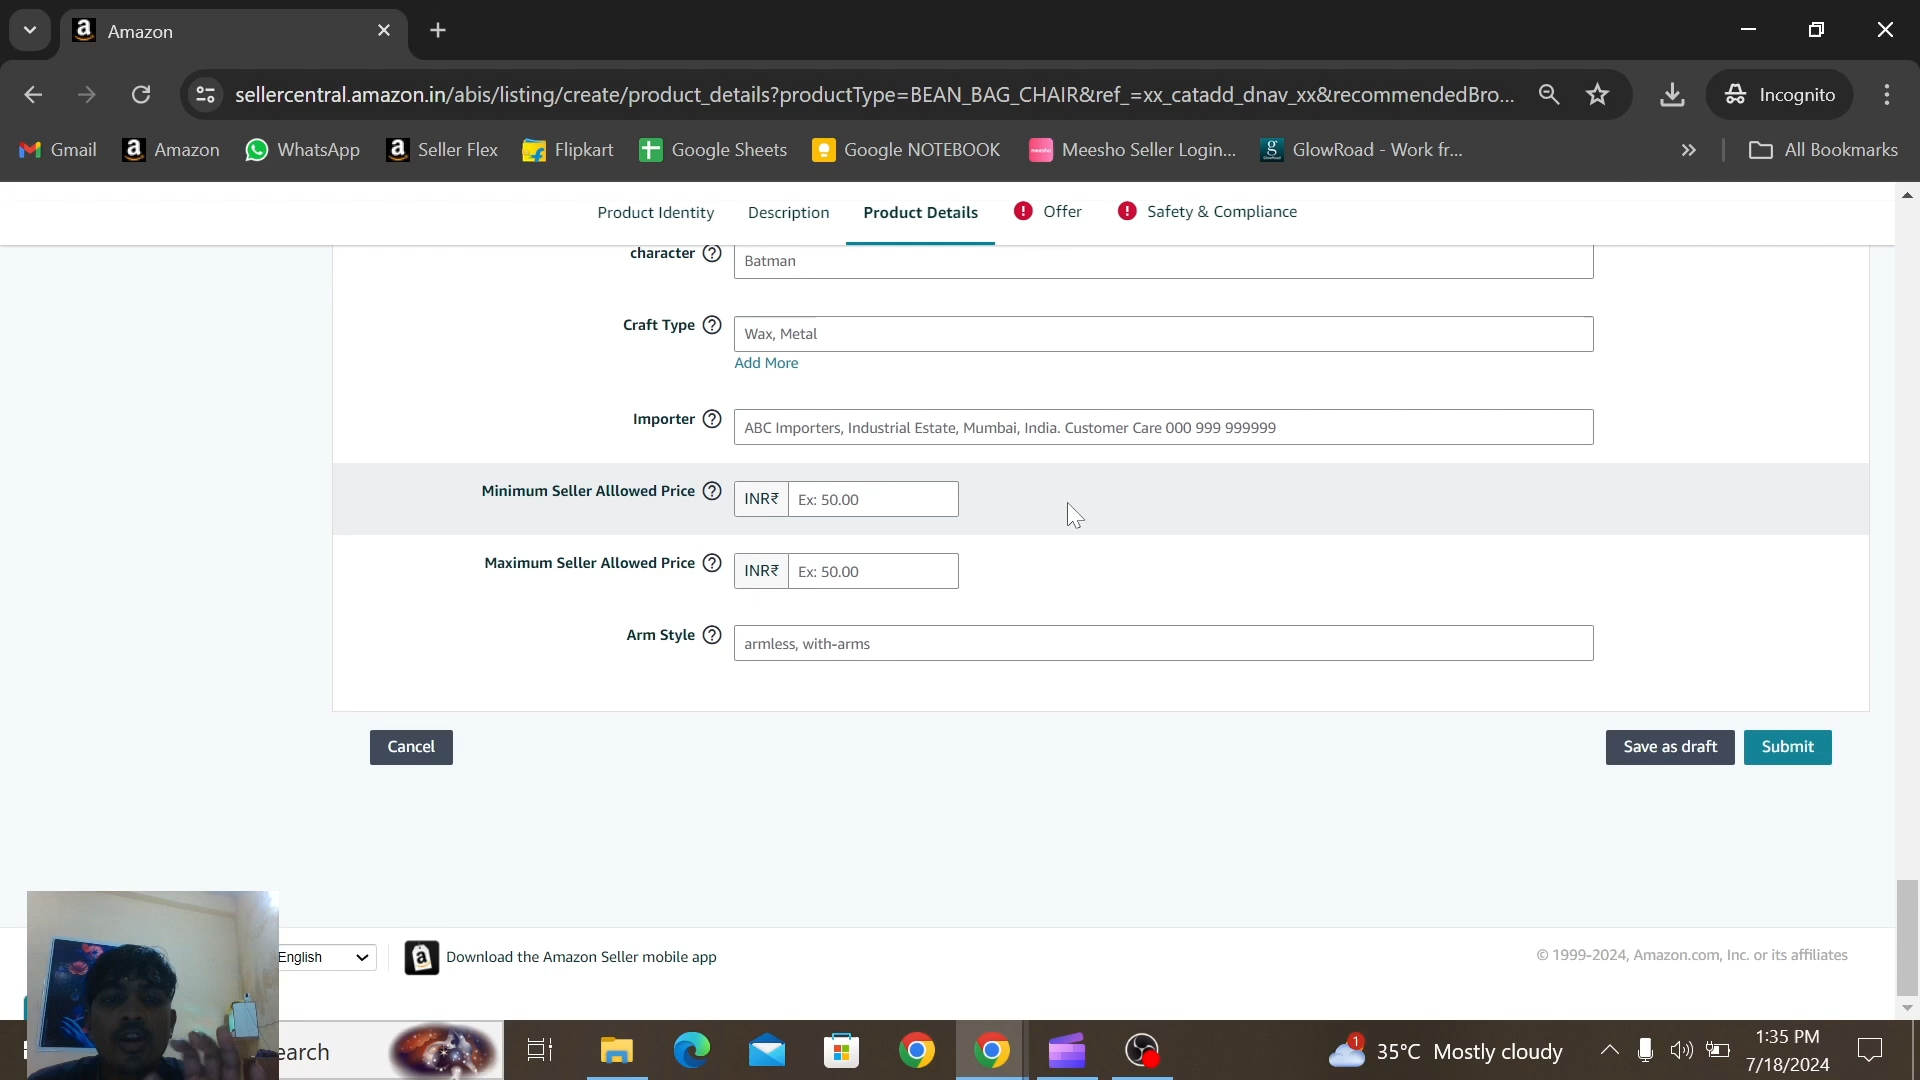 Amazon
sellercentral.amazon.in/abis/listing/create/product_details?productType=BEAN_BAG_CHAIR&ref_=xx_catadd_dnav_xx&recommendedBro...
Incognito
Gmail Amazon WhatsApp Seller Flex Flipkart Google Sheets Google NOTEBOOK Meesho Seller Login... GlowRoad - Work fr... » All Bookmarks
Product Identity Description Product Details Offer Safety & Compliance
character Batman
Craft Type Wax, Metal
Add More
Importer ABC Importers, Industrial Estate, Mumbai, India. Customer Care 000 999 999999
Minimum Seller Alllowed Price INR₹ Ex: 50.00
Maximum Seller Allowed Price INR₹ Ex: 50.00
Arm Style armless, with-arms
Cancel Save as draft Submit
English Download the Amazon Seller mobile app © 1999-2024, Amazon.com, Inc. or its affiliates
earch 1 35°C Mostly cloudy 1:35 PM
7/18/2024